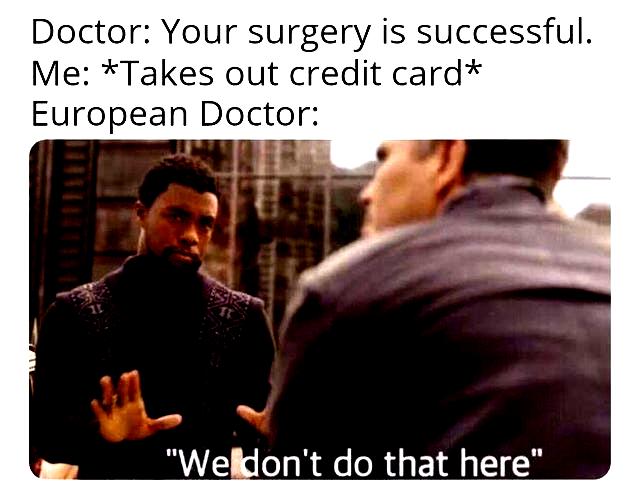 Doctor: Your surgery is successful.
Me: *Takes out credit card*
European Doctor:
"We don't do that here"